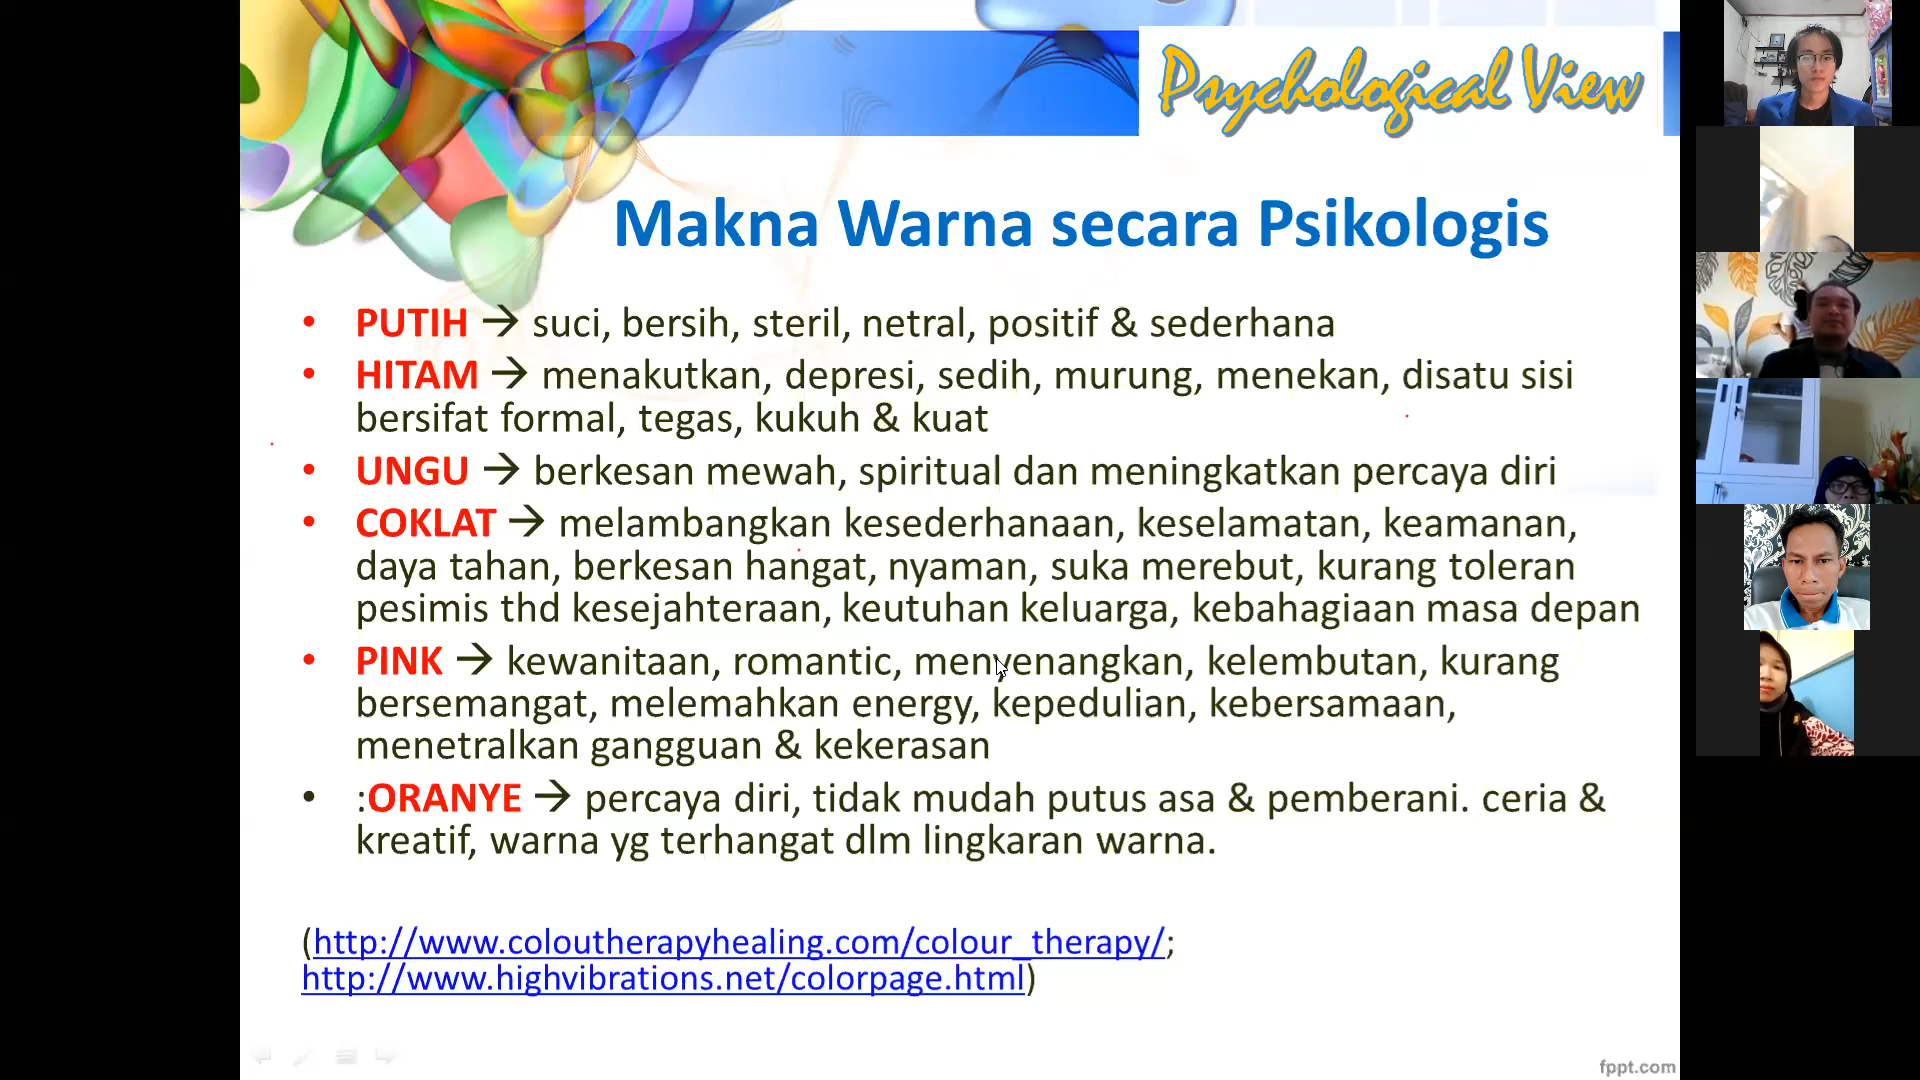 Psychological View
Makna Warna secara Psikologis
• PUTIH → suci, bersih, steril, netral, positif & sederhana
• HITAM → menakutkan, depresi, sedih, murung, menekan, disatu sisi
bersifat formal, tegas, kukuh & kuat
• UNGU → berkesan mewah, spiritual dan meningkatkan percaya diri
• COKLAT → melambangkan kesederhanaan, keselamatan, keamanan,
daya tahan, berkesan hangat, nyaman, suka merebut, kurang toleran
pesimis thd kesejahteraan, keutuhan keluarga, kebahagiaan masa depan
• PINK → kewanitaan, romantic, menyenangkan, kelembutan, kurang
bersemangat, melemahkan energy, kepedulian, kebersamaan,
menetralkan gangguan & kekerasan
• :ORANYE → percaya diri, tidak mudah putus asa & pemberani. ceria &
kreatif, warna yg terhangat dlm lingkaran warna.
(http://www.coloutherapyhealing.com/colour_therapy/;
http://www.highvibrations.net/colorpage.html)
fppt.com